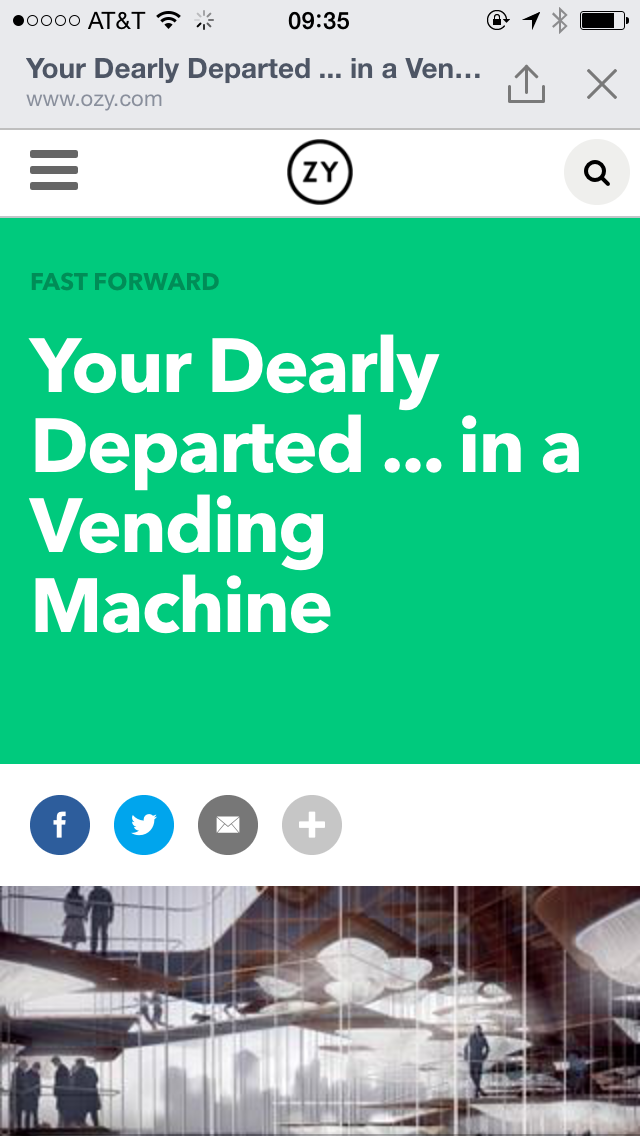 AT&T 09:35
Your Dearly Departed ... in a Ven...
www.ozy.com
ZY
FAST FORWARD
Your Dearly
Departed ... in a
Vending
Machine
f